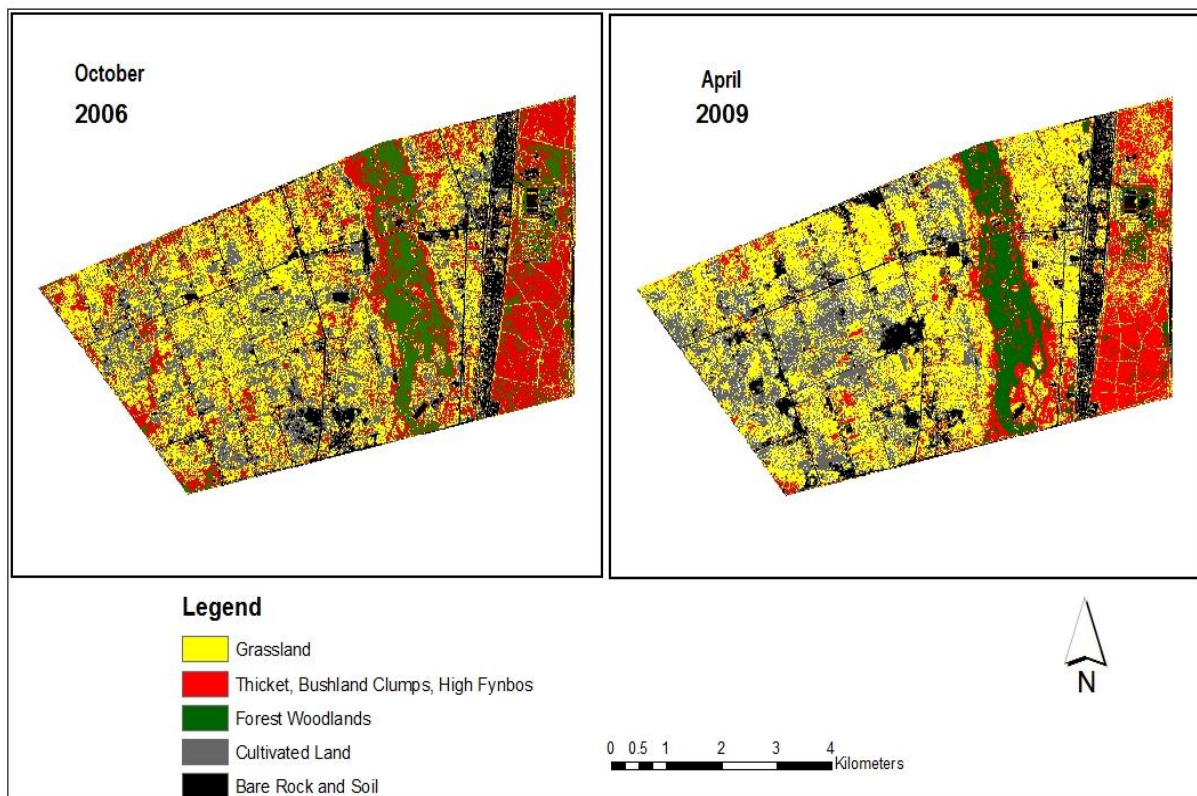 October
2006
April
2009
Legend
Grassland
Thicket, Bushland Clumps, High Fynbos
Forest Woodlands
Cultivated Land
Bare Rock and Soil
N
0 0.5 1 2 3 4
Kilometers